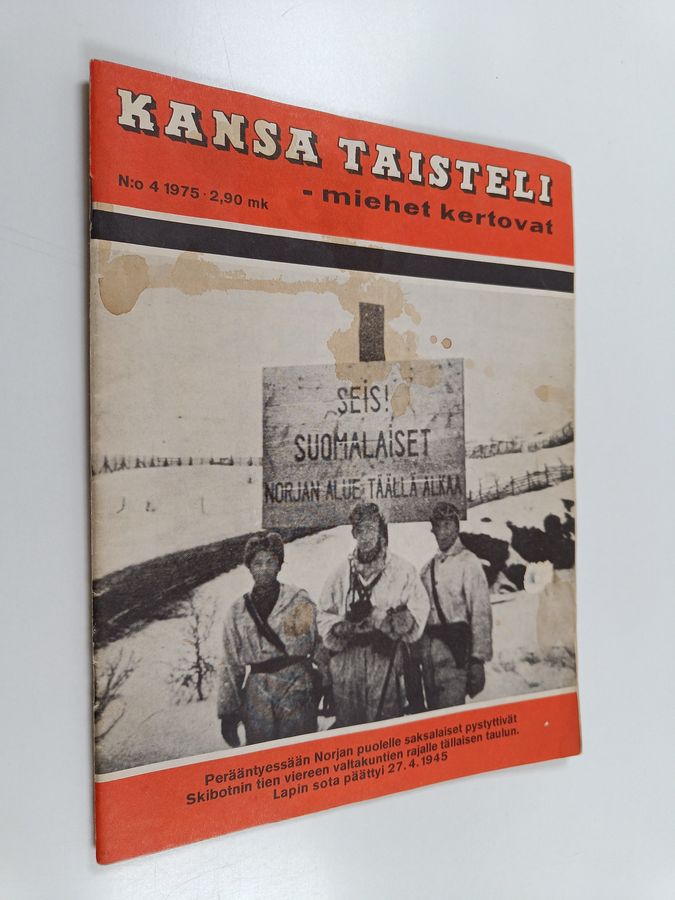 KANSA TAISTELI
N:o 4 1975 · 2,90 mk
- miehet kertovat
SEIS!
SUOMALAISET
NORJAN ALUE TÄÄLLÄ ALKAA
Perääntyessään Norjan puolelle saksalaiset pystyttivät
Skibotnin tien viereen valtakuntien rajalle tällaisen taulun.
Lapin sota päättyi 27.4.1945